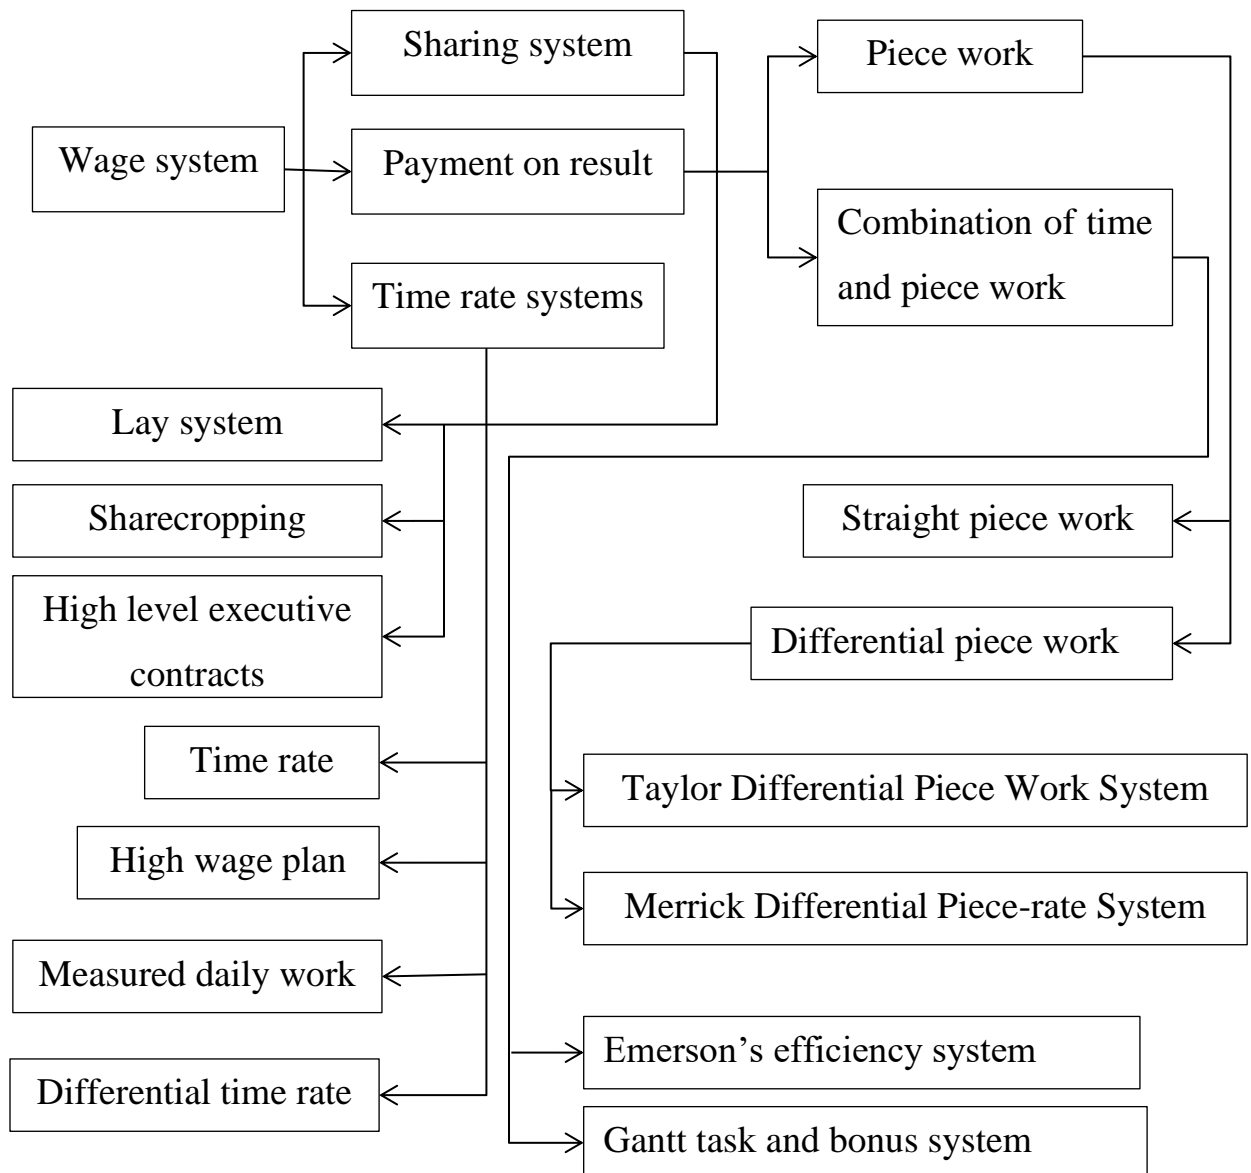 Sharing system
Piece work
Wage system
Payment on result
Combination of time
and piece work
Time rate systems
Lay system
Sharecropping
Straight piece work
High level executive
contracts
Differential piece work
Time rate
Taylor Differential Piece Work System
High wage plan
Merrick Differential Piece-rate System
Measured daily work
Emerson’s efficiency system
Differential time rate
Gantt task and bonus system